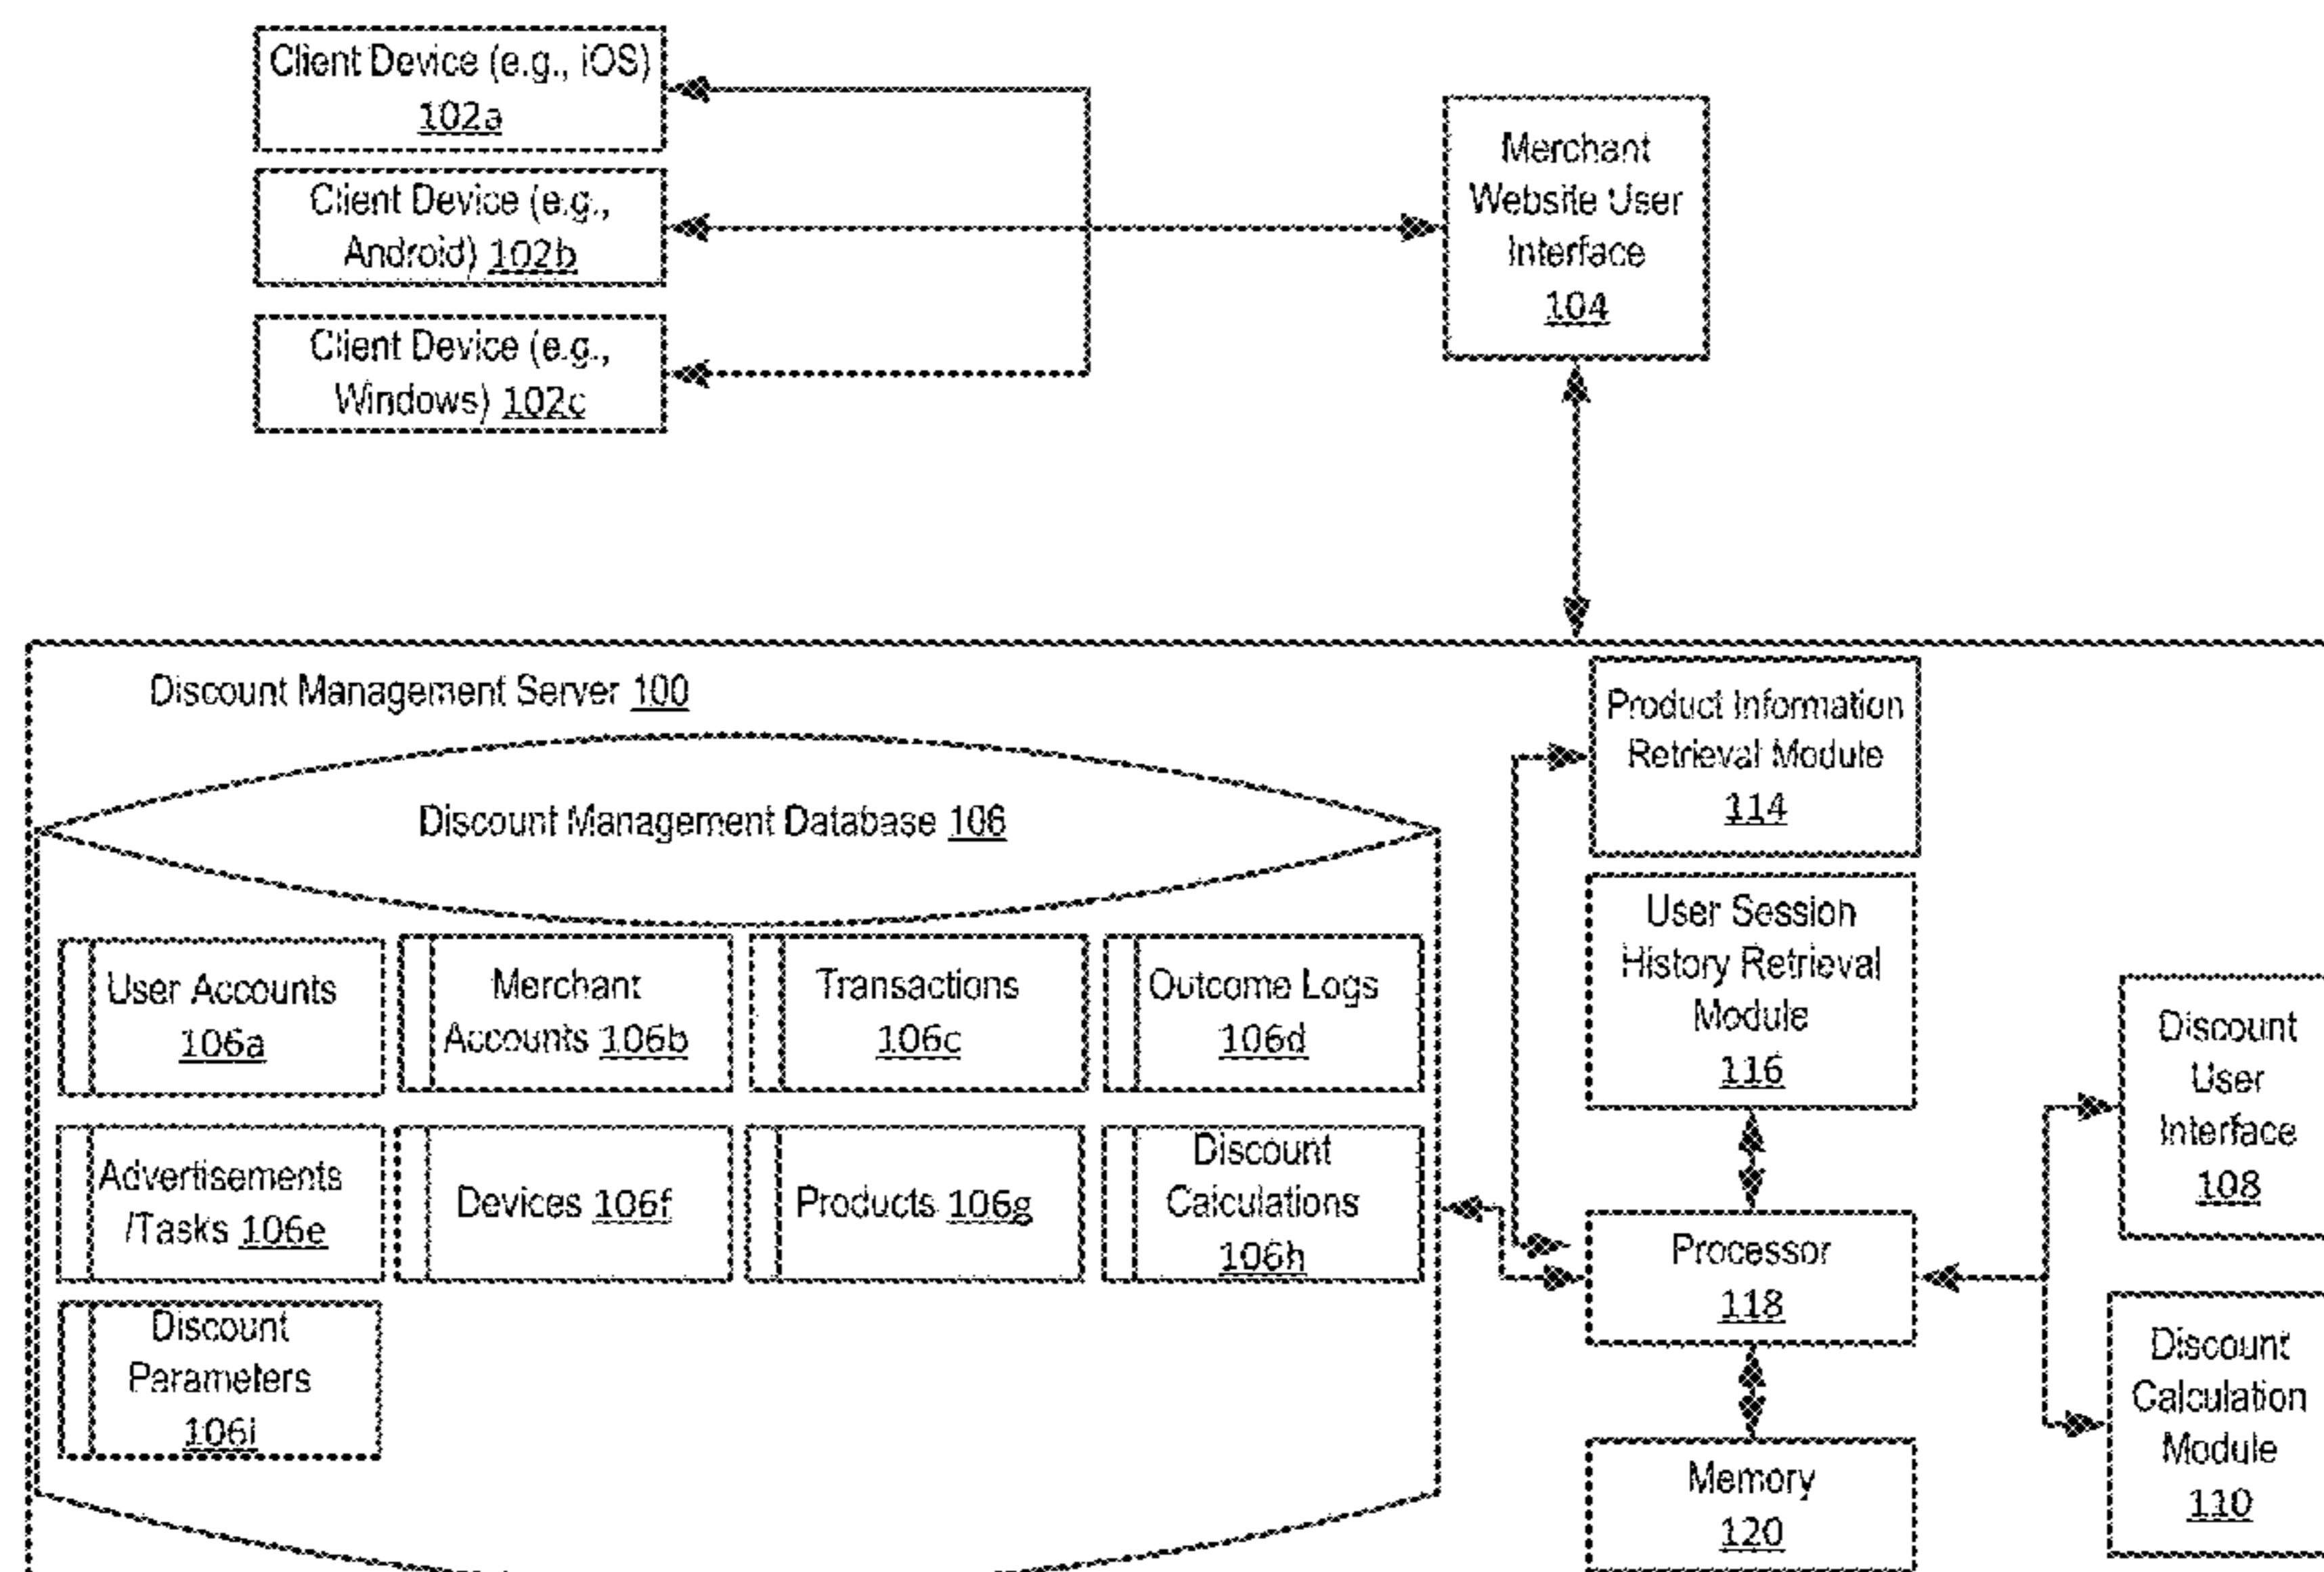 Client Device (e.g., iOS)
102a
Client Device (e.g.,
Android) 102b
Client Device (e.g.,
Windows) 102c
Merchant
Website User
Interface
104
Discount Management Server 100
Discount Management Database 106
User Accounts
106a
Merchant
Accounts 106b
Transactions
106c
Outcome Logs
106d
Advertisements
/Tasks 106e
Devices 106f
Products 106g
Discount
Calculations
106h
Discount
Parameters
106i
Product Information
Retrieval Module
114
User Session
History Retrieval
Module
116
Processor
118
Memory
120
Discount
User
Interface
108
Discount
Calculation
Module
110